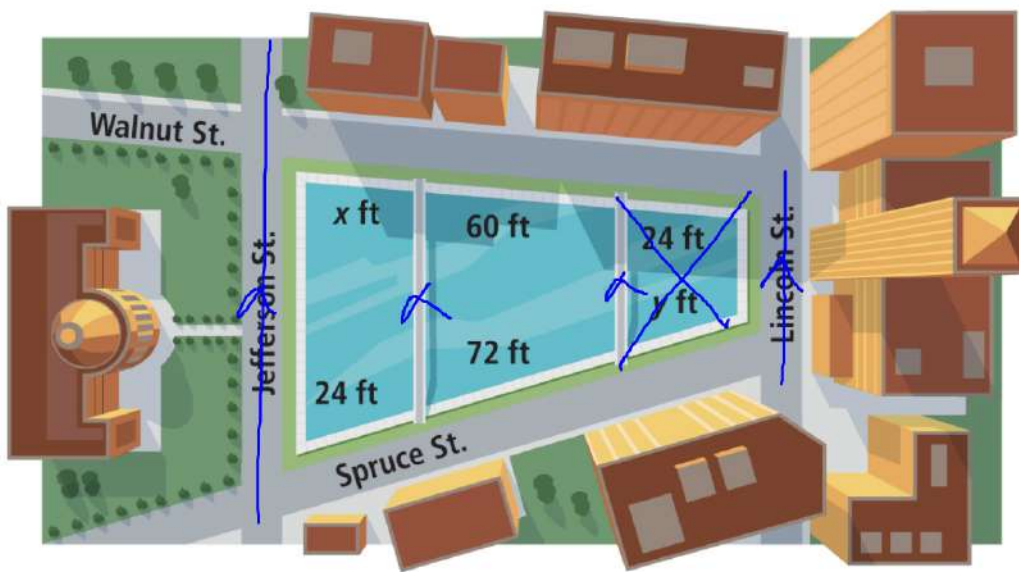 Walnut St.
Jefferson St.
x ft
60 ft
24 ft
y ft
Lincoln St.
72 ft
24 ft
Spruce St.